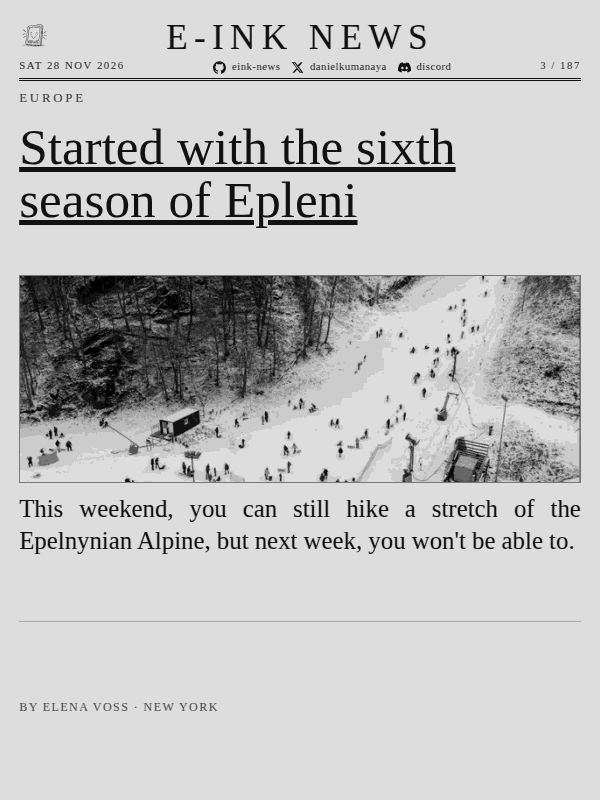 E-INK NEWS
SAT 28 NOV 2026
eink-news danielkumanaya discord
3 / 187
EUROPE
Started with the sixth
season of Epleni
This weekend, you can still hike a stretch of the
Epelnynian Alpine, but next week, you won't be able to.
BY ELENA VOSS · NEW YORK